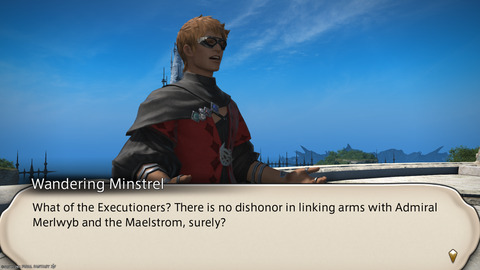 Wandering Minstrel
What of the Executioners? There is no dishonor in linking arms with Admiral
Merlwyb and the Maelstrom, surely?